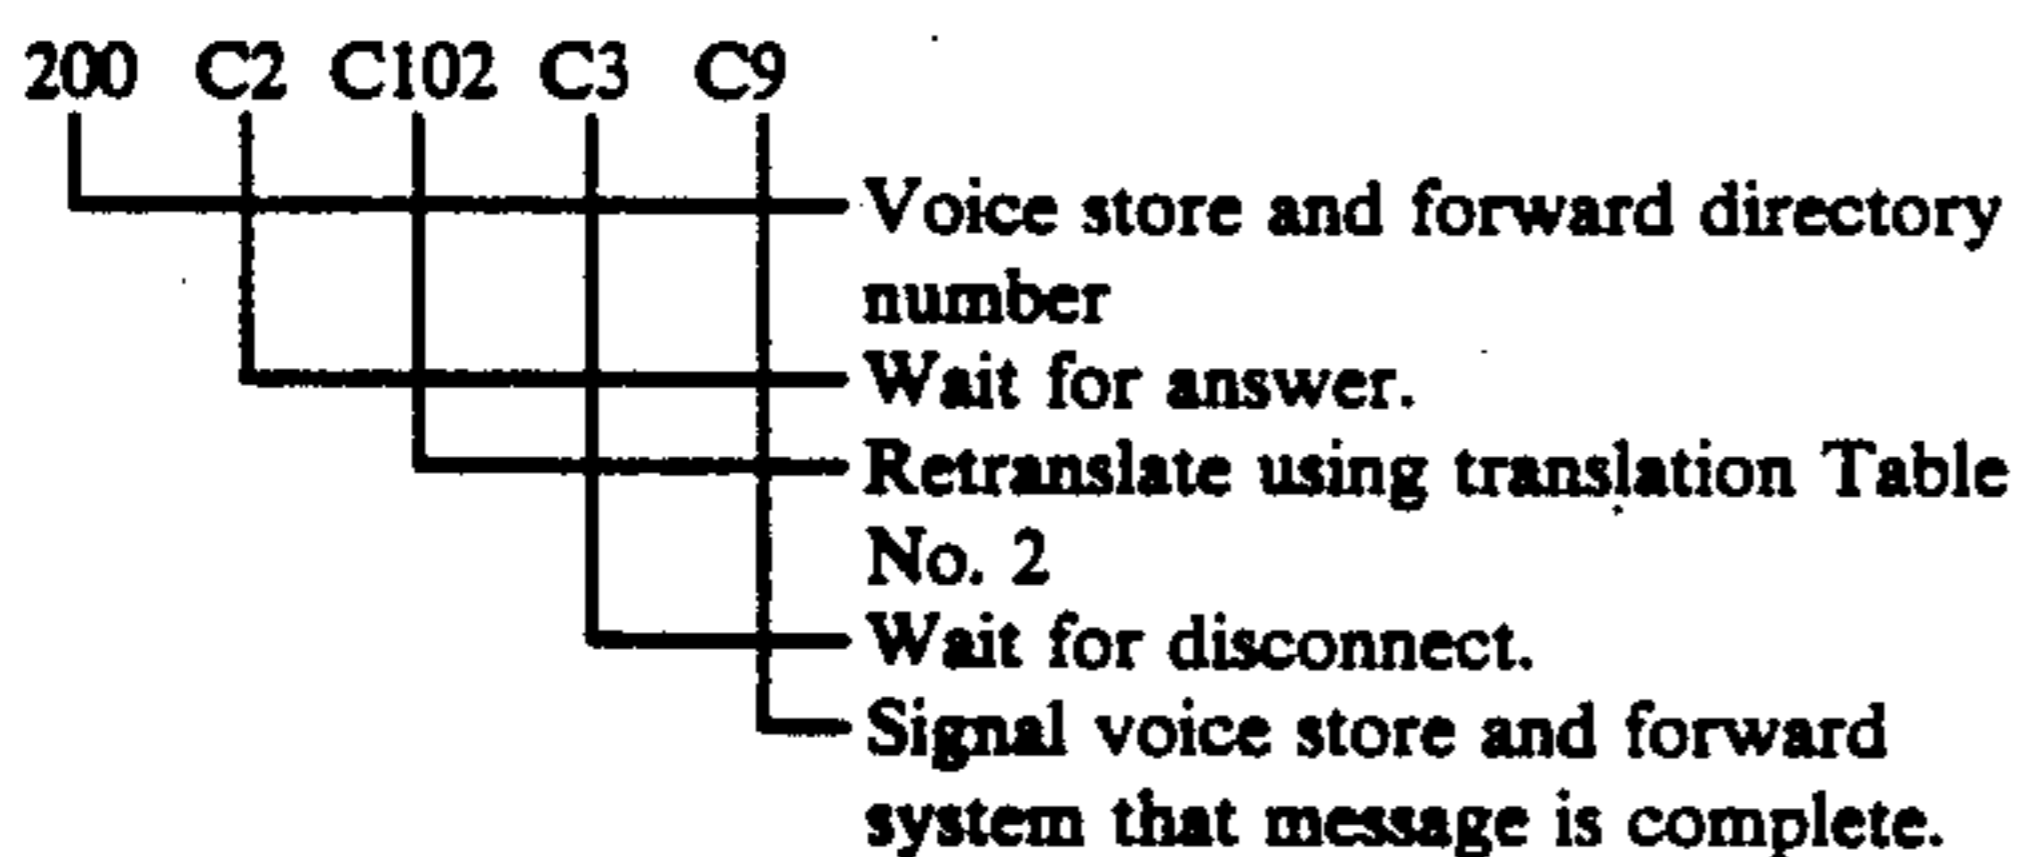 200 C2 C102 C3 C9
Voice store and forward directory
number
Wait for answer.
Retranslate using translation Table
No. 2
Wait for disconnect.
Signal voice store and forward
system that message is complete.